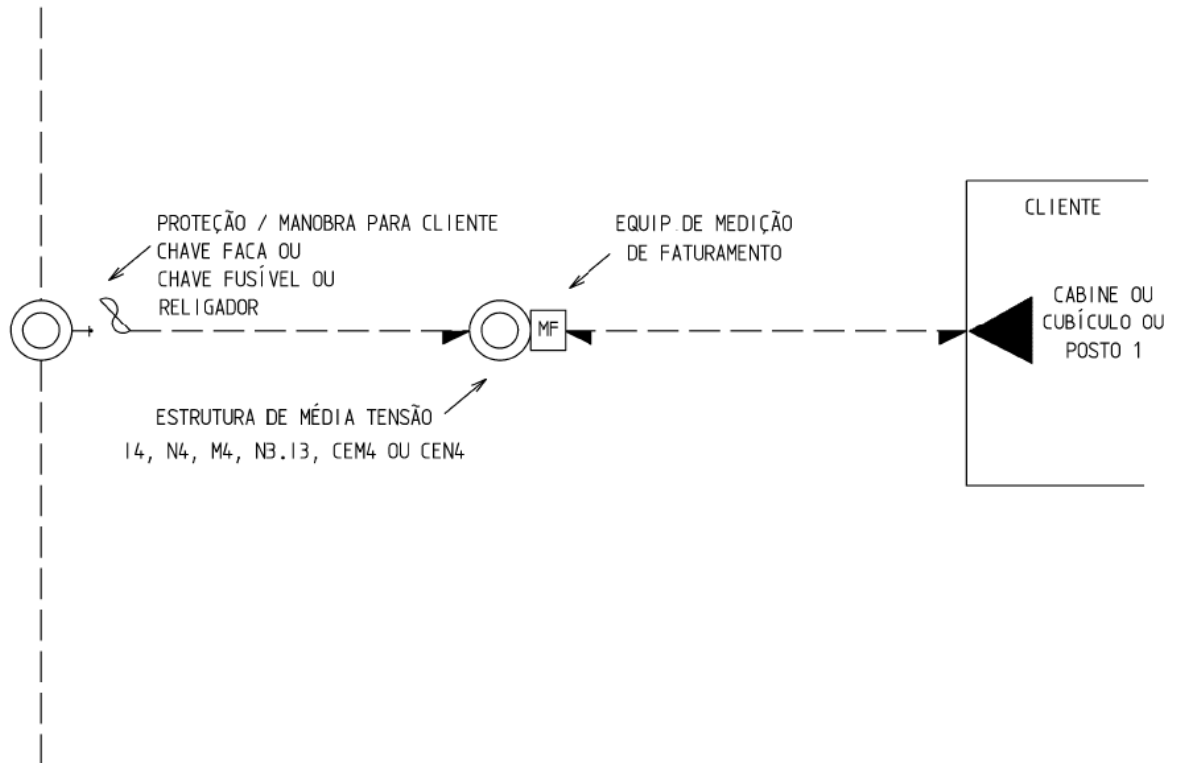 PROTEÇÃO / MANOBRA PARA CLIENTE
CHAVE FACA OU
CHAVE FUSÍVEL OU
RELIGADOR
EQUIP DE MEDIÇÃO
DE FATURAMENTO
MF
ESTRUTURA DE MÉDIA TENSÃO
I4, N4, M4, N3.I3, CEM4 OU CEN4
CLIENTE
CABINE OU
CUBÍCULO OU
POSTO 1